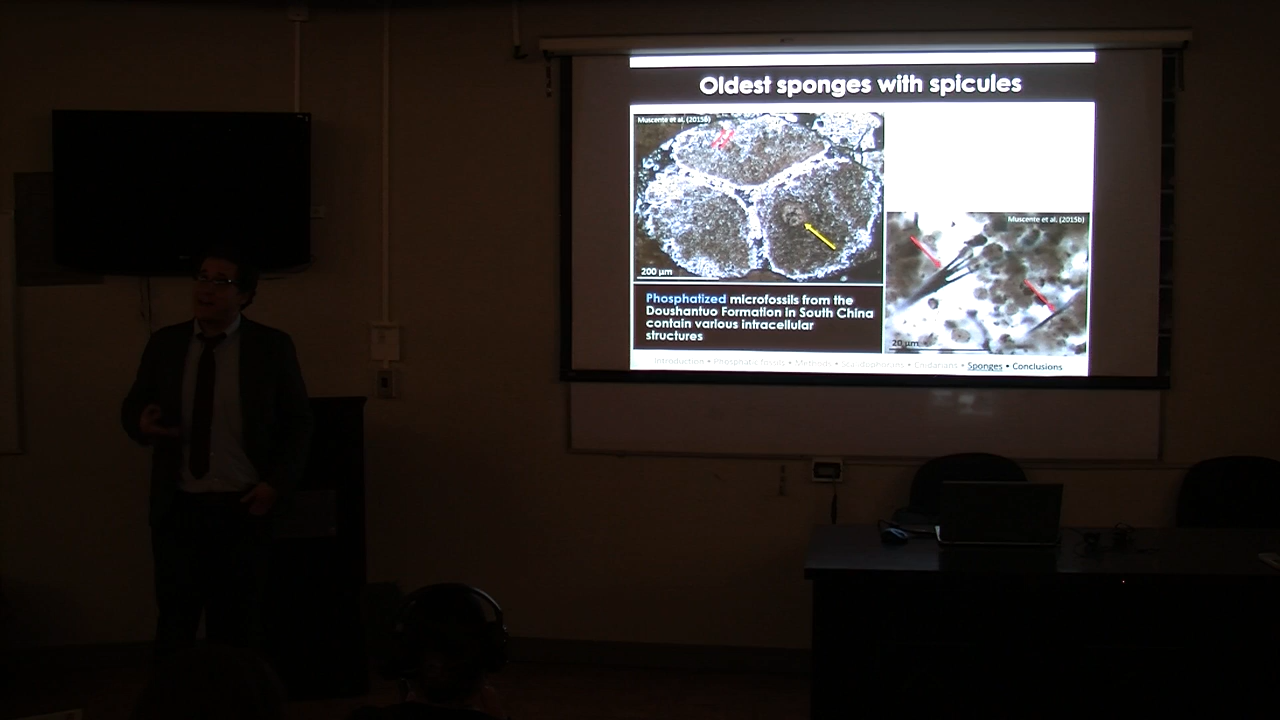 Oldest sponges with spicules
Muscente et al. (2015b)
200 µm
Muscente et al. (2015b)
20 µm
Phosphatized microfossils from the
Doushantuo Formation in South China
contain various intracellular
structures
Introduction • Phosphatic fossils • Methods • • Cnidarians • Sponges • Conclusions